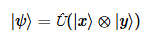 |ψ⟩ = Û(|x⟩ ⊗ |y⟩)